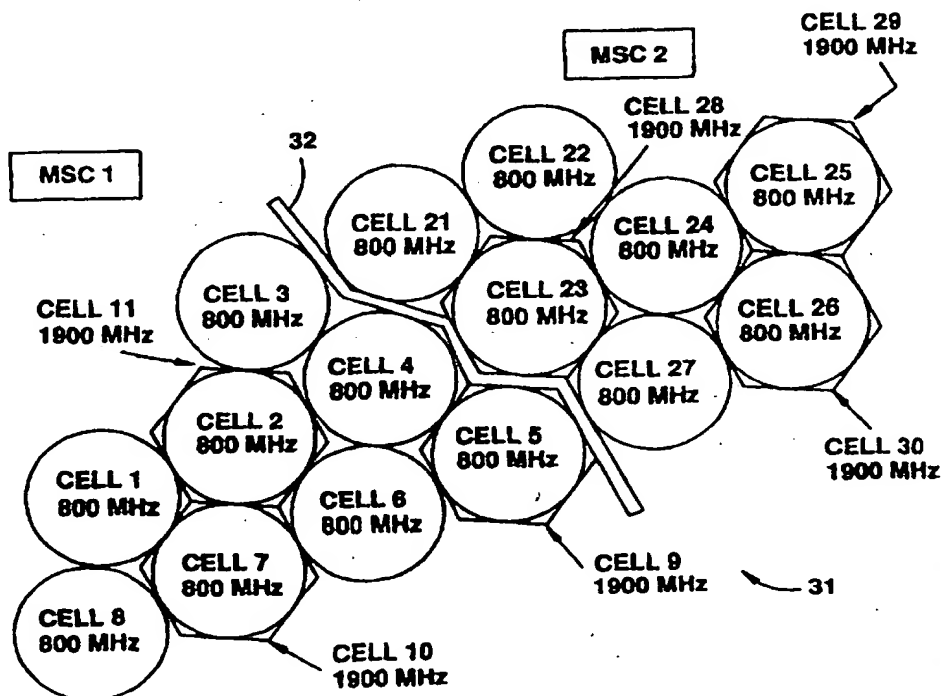 CELL 29
1900 MHz
MSC 2
CELL 28
1900 MHz
32
MSC 1
CELL 22
800 MHz
CELL 25
800 MHz
CELL 21
800 MHz
CELL 24
800 MHz
CELL 3
800 MHz
CELL 23
800 MHz
CELL 26
800 MHz
CELL 11
1900 MHz
CELL 4
800 MHz
CELL 27
800 MHz
CELL 2
800 MHz
CELL 5
800 MHz
CELL 30
1900 MHz
CELL 1
800 MHz
CELL 6
800 MHz
CELL 7
800 MHz
CELL 9
1900 MHz
31
CELL 8
800 MHz
CELL 10
1900 MHz